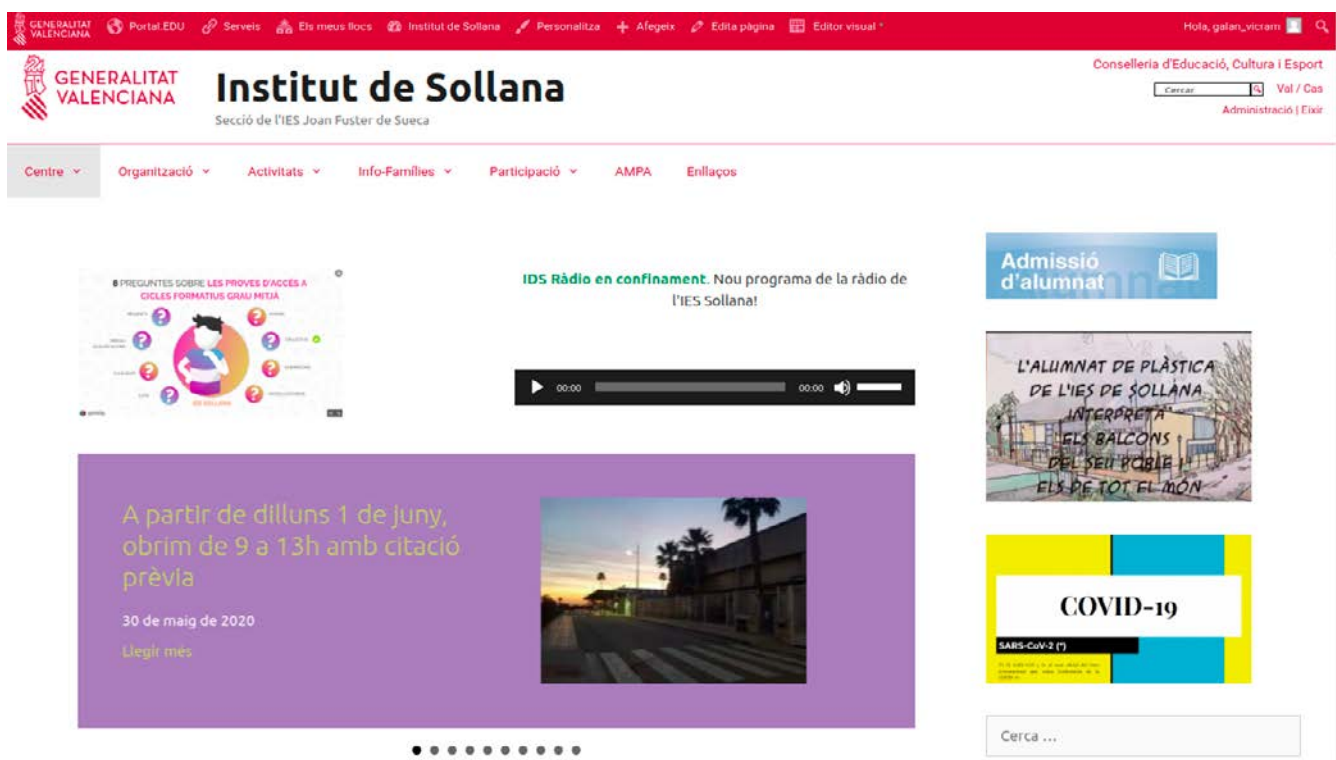 GENERALITAT VALENCIANA Portal.EDU Serveis Els meus llocs Institut de Sollana Personalitza Afegeix Edita pàgina Editor visual * Hola, galan_vicram
GENERALITAT
VALENCIANA
Institut de Sollana
Secció de l'IES Joan Fuster de Sueca
Conselleria d'Educació, Cultura i Esport
Cercar Val / Cas
Administració | Eixir
Centre Organització Activitats Info-Famílies Participació AMPA Enllaços
6 PREGUNTES SOBRE LES PROVES D'ACCÉS A
CICLES FORMATIUS GRAU MITJÀ
IES SOLLANA
IDS Ràdio en confinament. Nou programa de la ràdio de
l'IES Sollana!
00:00 00:00
Admissió
d'alumnat
L'ALUMNAT DE PLÀSTICA
DE L'IES DE SOLLANA
INTERPRETA
ELS BALCONS
DEL SEU POBLE I
ELS DE TOT EL MÓN
A partir de dilluns 1 de juny,
obrim de 9 a 13h amb citació
prèvia
30 de maig de 2020
Llegir més
COVID-19
SARS-CoV-2 (*)
Cerca ...